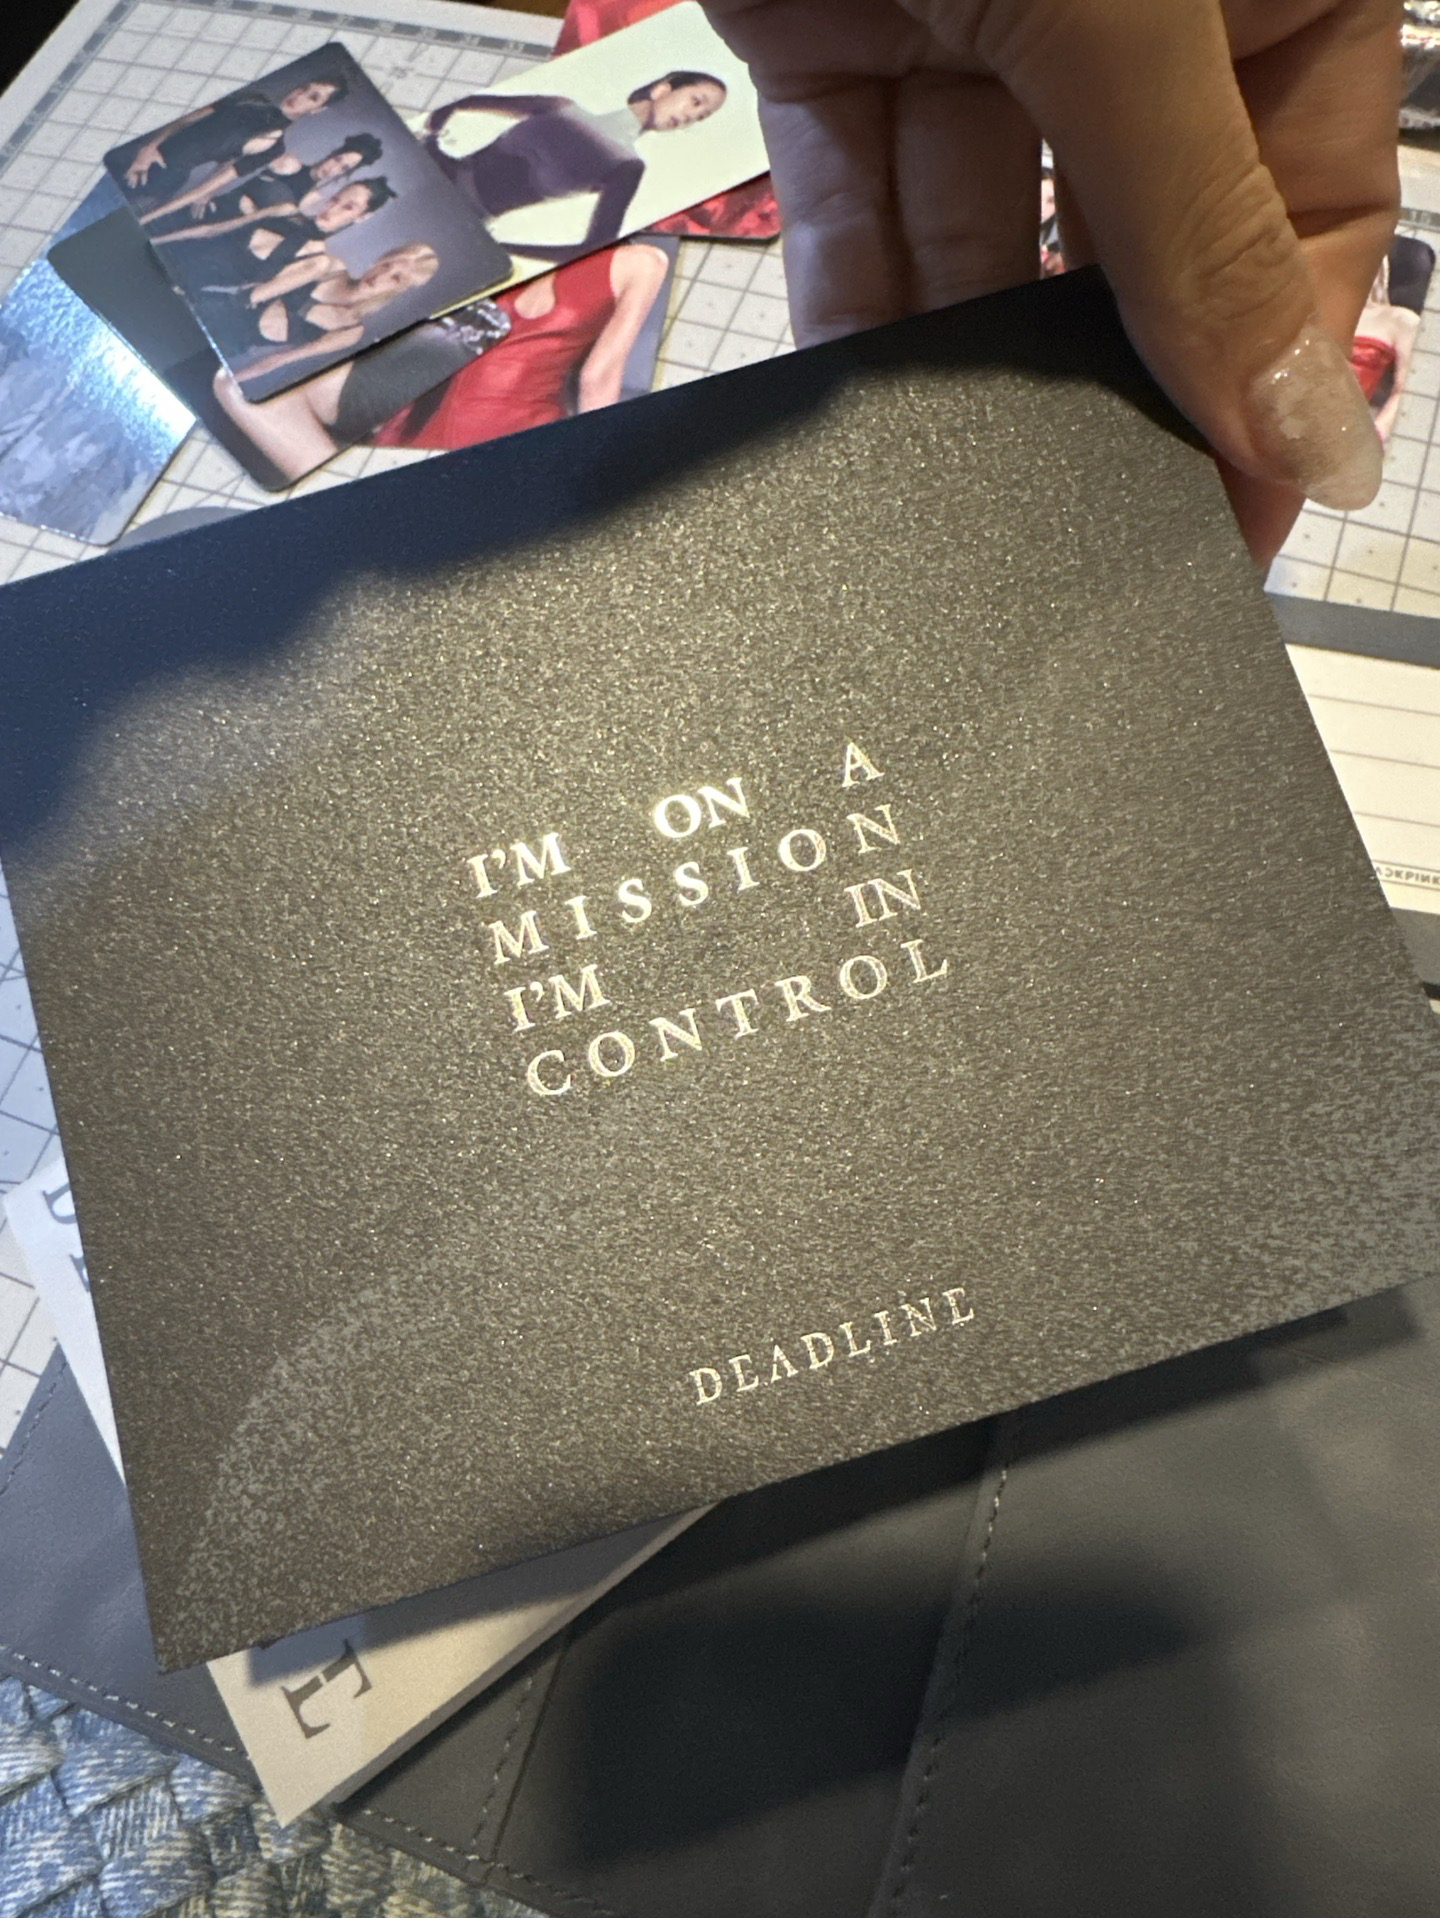 I'M ON A
MISSION
I'M IN
CONTROL
DEADLINE